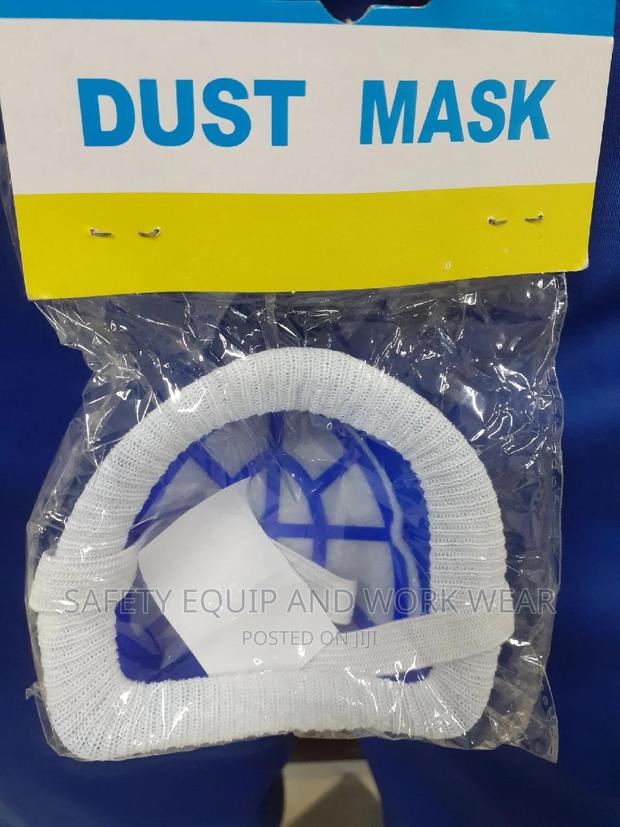 DUST MASK
SAFETY EQUIP AND WORK WEAR
POSTED ON JIJI